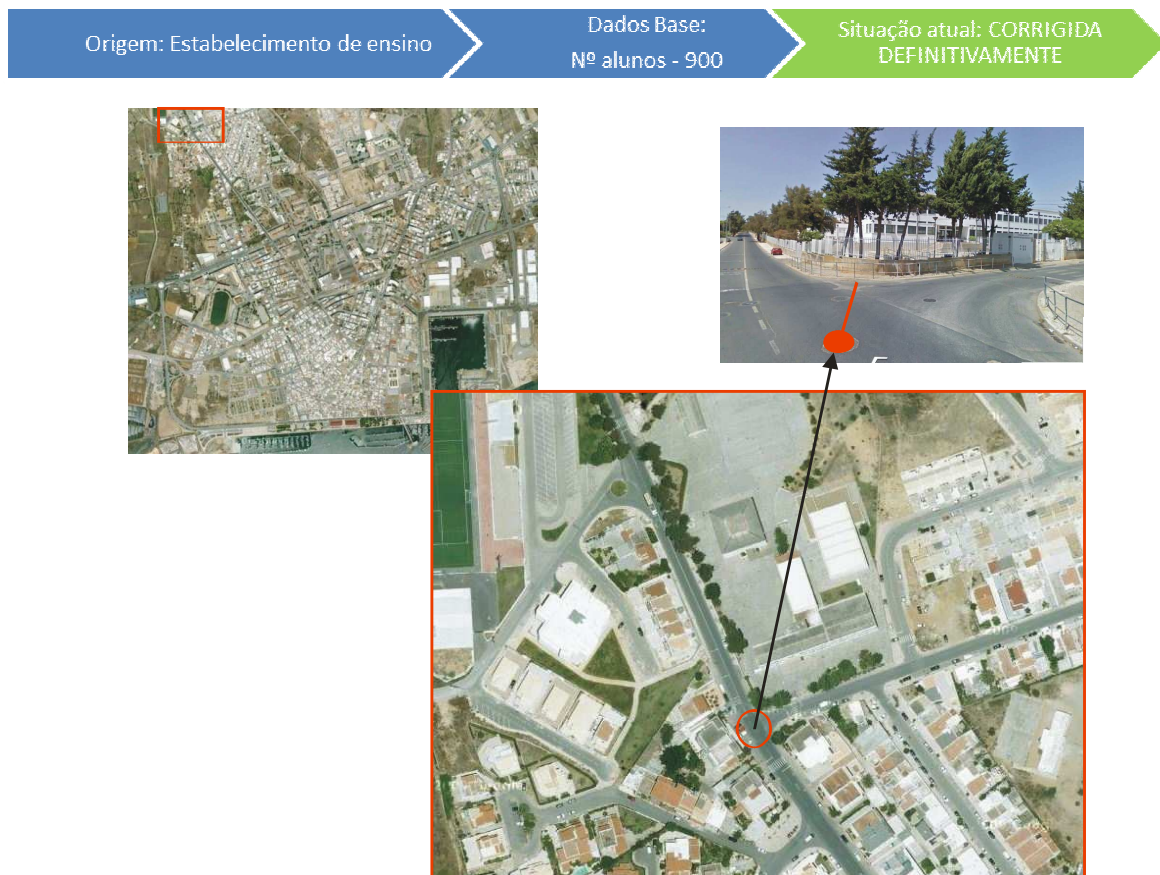 Origem: Estabelecimento de ensino
Dados Base:
Nº alunos - 900
Situação atual: CORRIGIDA
DEFINITIVAMENTE